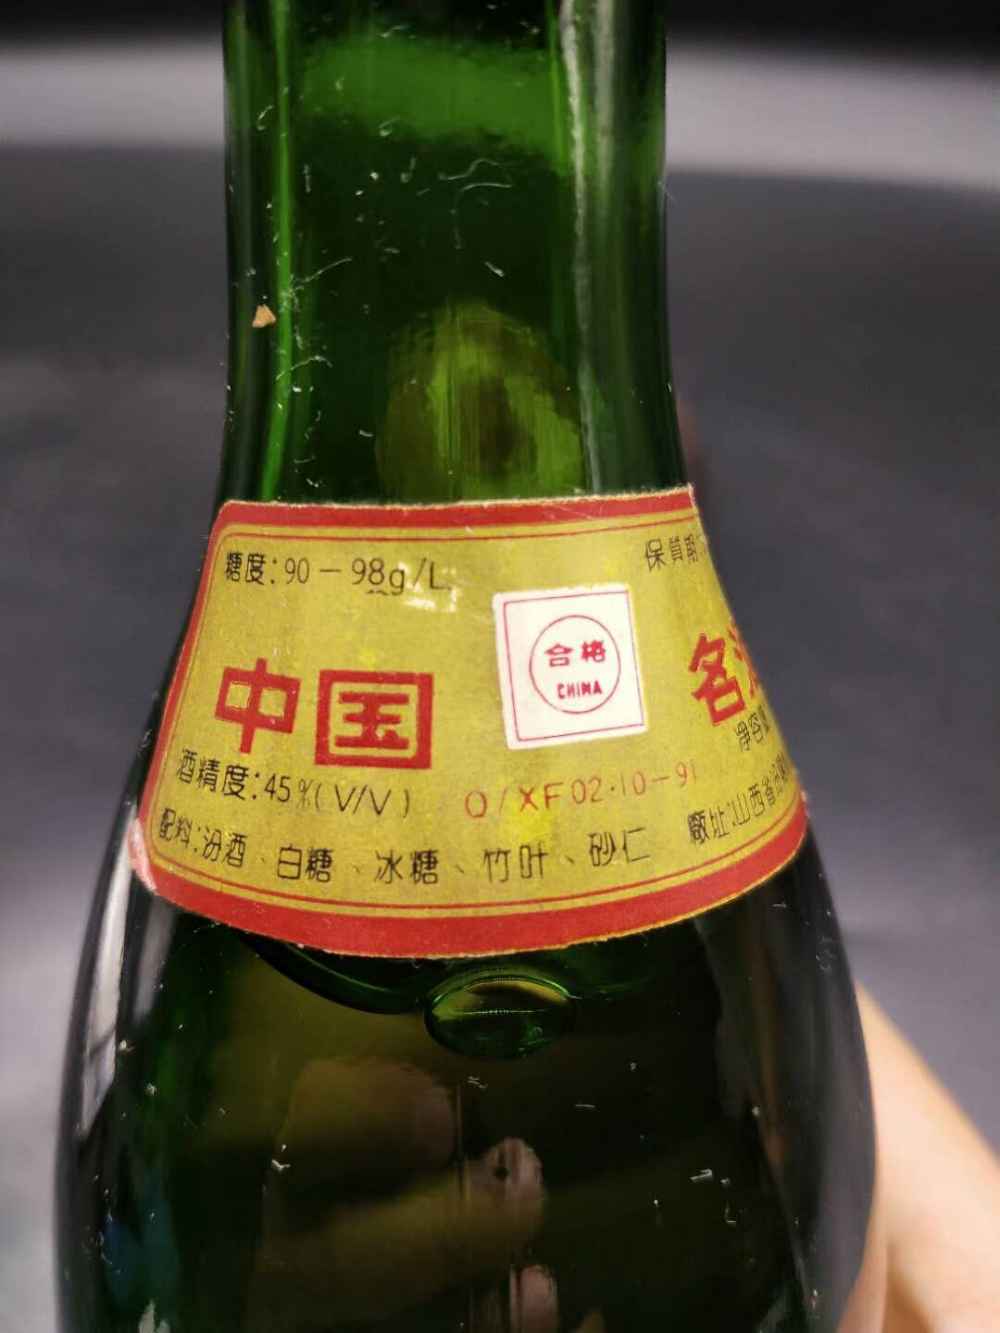 糖度:90-98g/L
保質期
合格
CHINA
中国
名
净容
酒精度:45%(V/V)
Q/XF02·10-91
廠址:山西省
配料:汾酒、白糖、冰糖、竹叶、砂仁